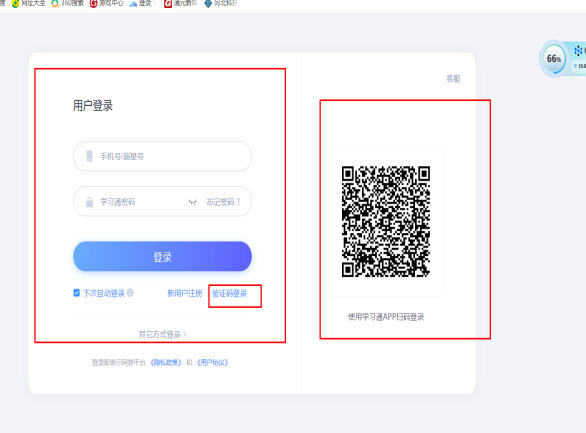 网址大全 360搜索 游戏中心 登录
客服
66%
用户登录
手机号/超星号
学习通密码 忘记密码？
登录
下次自动登录 新用户注册 验证码登录
其它方式登录
登录即表示同意平台《隐私政策》和《用户协议》
使用学习通APP扫码登录